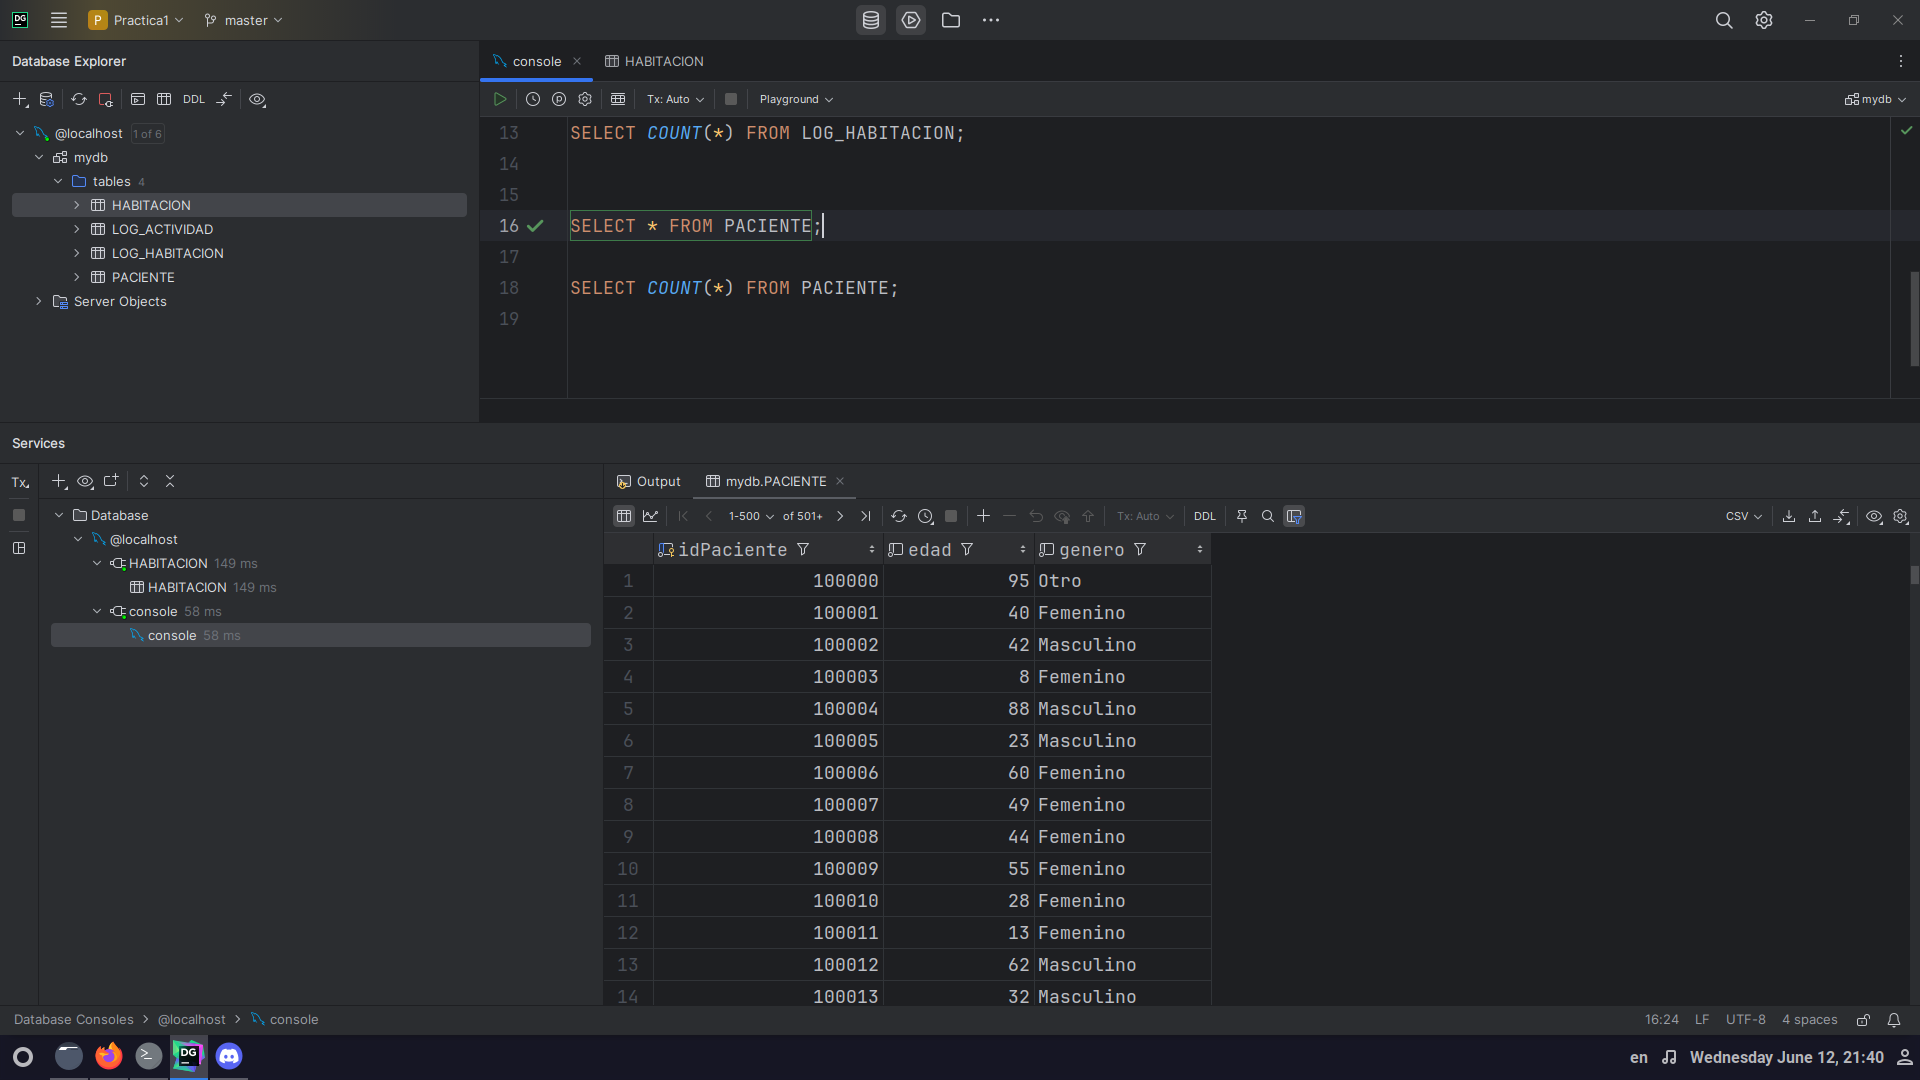 DG P Practica1 master
Database Explorer
console HABITACION
DDL
Tx: Auto Playground mydb
@localhost 1 of 6
mydb
tables 4
HABITACION
LOG_ACTIVIDAD
LOG_HABITACION
PACIENTE
Server Objects
13 SELECT COUNT(*) FROM LOG_HABITACION;
14
15
16 SELECT * FROM PACIENTE;
17
18 SELECT COUNT(*) FROM PACIENTE;
19
Services
Tx
Database
@localhost
HABITACION 149 ms
HABITACION 149 ms
console 58 ms
console 58 ms
Output mydb.PACIENTE
1-500 of 501+ Tx: Auto DDL CSV
idPaciente edad genero
1 100000 95 Otro
2 100001 40 Femenino
3 100002 42 Masculino
4 100003 8 Femenino
5 100004 88 Masculino
6 100005 23 Masculino
7 100006 60 Femenino
8 100007 49 Femenino
9 100008 44 Femenino
10 100009 55 Femenino
11 100010 28 Femenino
12 100011 13 Femenino
13 100012 62 Masculino
14 100013 32 Masculino
Database Consoles > @localhost > console
16:24 LF UTF-8 4 spaces
DG
en Wednesday June 12, 21:40